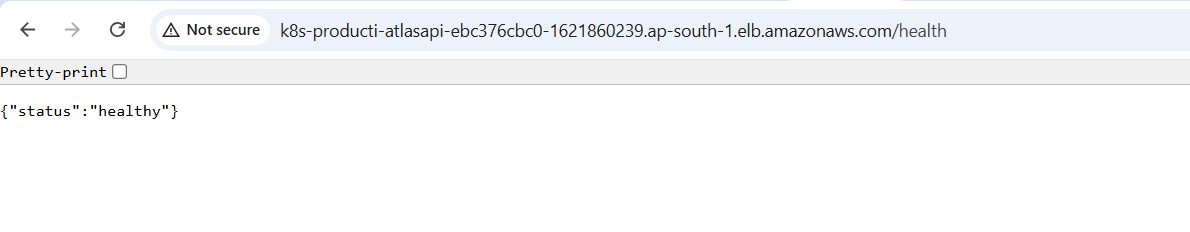 Not secure k8s-producti-atlasapi-ebc376cbc0-1621860239.ap-south-1.elb.amazonaws.com/health
Pretty-print
{"status":"healthy"}